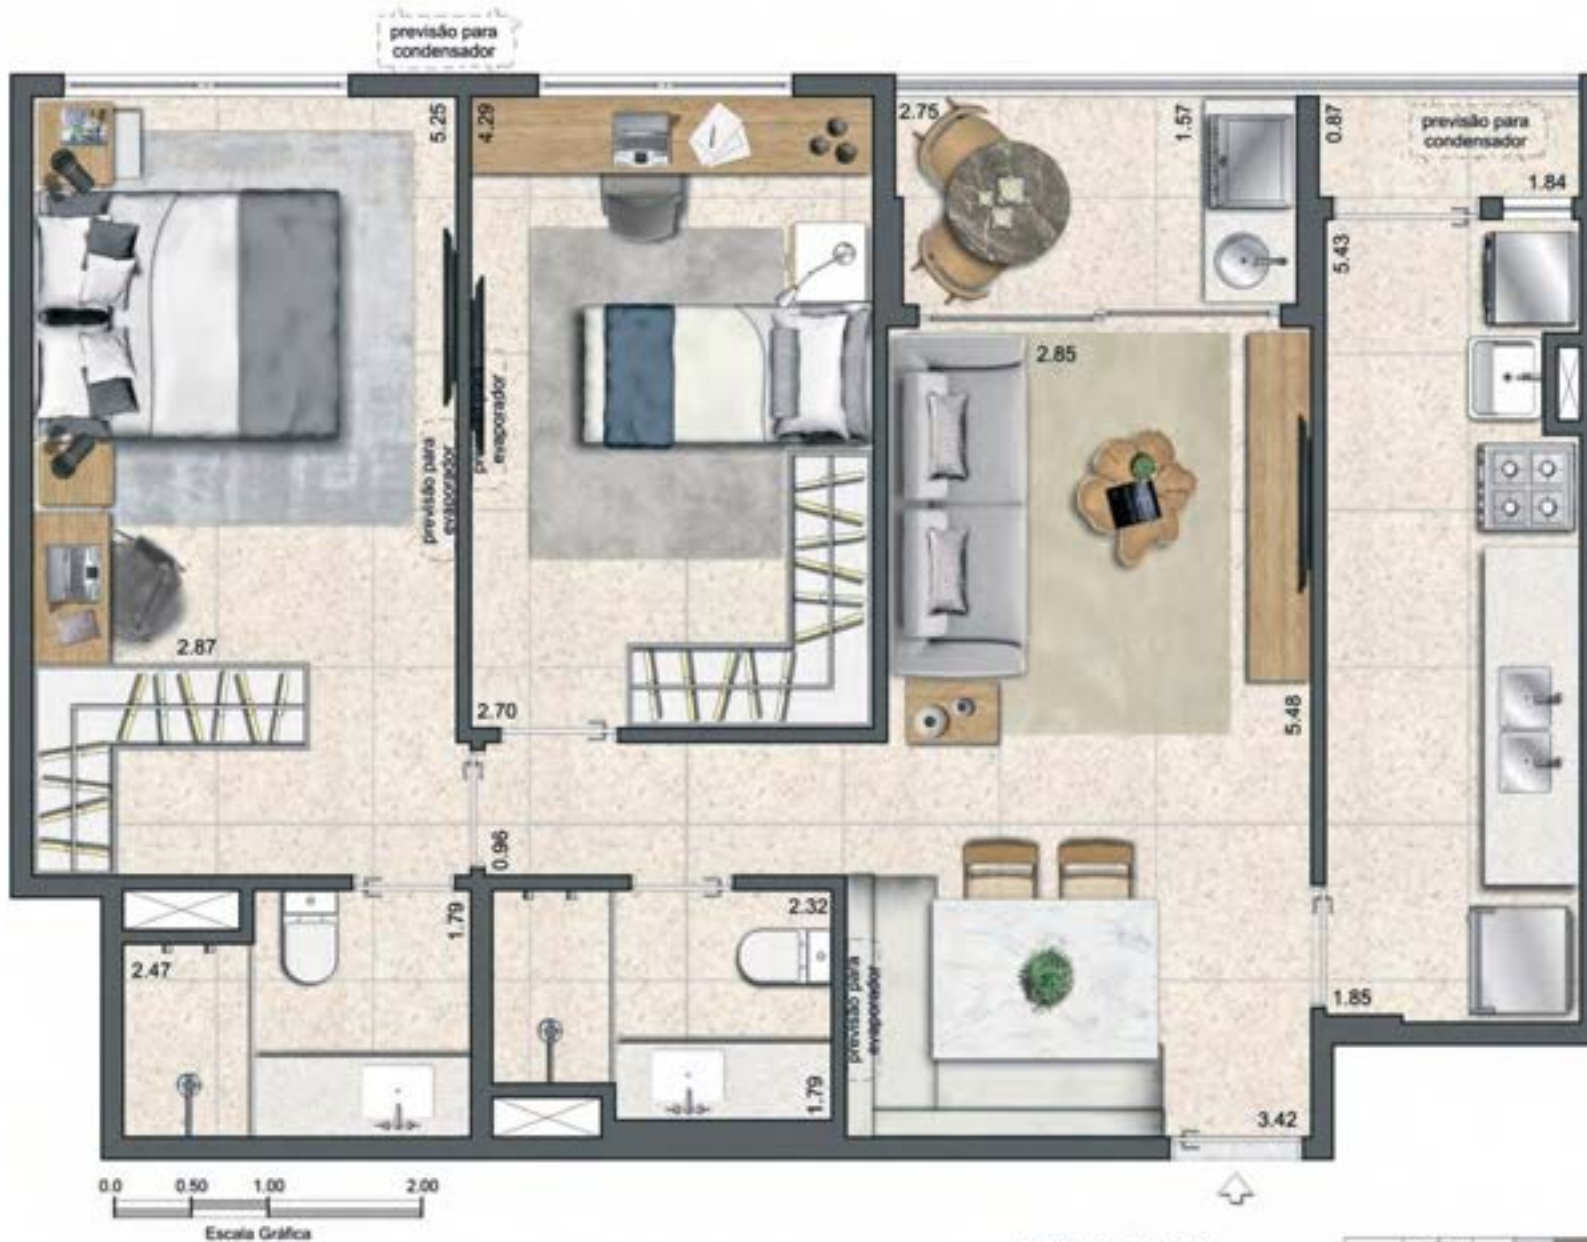 previsão para
condensador
5.25
4.29
2.75
1.57
0.87
previsão para
condensador
1.84
5.43
2.85
previsão para
evaporador
evaporador
2.87
2.70
5.48
0.96
1.79
2.32
2.47
previsão para
evaporador
1.85
1.79
3.42
0.0 0.50 1.00 2.00
Escala Gráfica